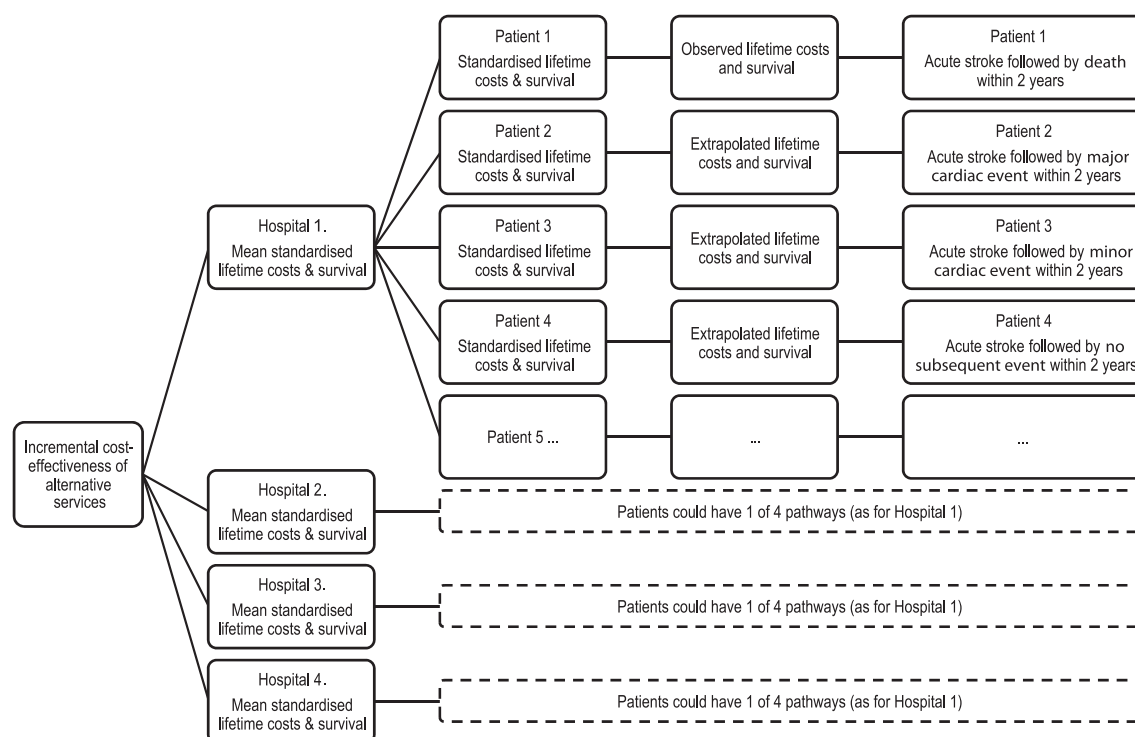 Patient 1
Standardised lifetime
costs & survival
Observed lifetime costs
and survival
Patient 1
Acute stroke followed by death
within 2 years
Patient 2
Standardised lifetime
costs & survival
Extrapolated lifetime
costs and survival
Patient 2
Acute stroke followed by major
cardiac event within 2 years
Hospital 1.
Mean standardised
lifetime costs & survival
Patient 3
Standardised lifetime
costs & survival
Extrapolated lifetime
costs and survival
Patient 3
Acute stroke followed by minor
cardiac event within 2 years
Patient 4
Standardised lifetime
costs & survival
Extrapolated lifetime
costs and survival
Patient 4
Acute stroke followed by no
subsequent event within 2 years
Patient 5 ...
...
...
Incremental cost-
effectiveness of
alternative
services
Hospital 2.
Mean standardised
lifetime costs & survival
Patients could have 1 of 4 pathways (as for Hospital 1)
Hospital 3.
Mean standardised
lifetime costs & survival
Patients could have 1 of 4 pathways (as for Hospital 1)
Hospital 4.
Mean standardised
lifetime costs & survival
Patients could have 1 of 4 pathways (as for Hospital 1)